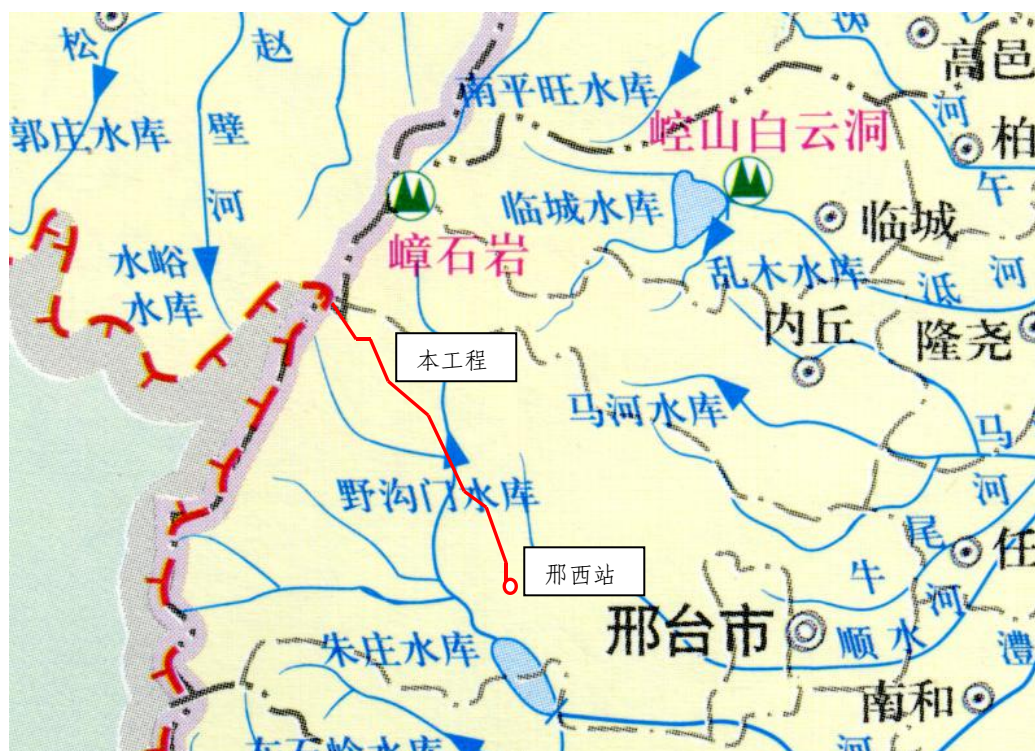 松
赵
高邑
郭庄水库
壁
南平旺水库
河
崆山白云洞
柏
河
午
临城水库
临城
嶂石岩
水峪
水库
乱木水库
泜
河
内丘
隆尧
本工程
马河水库
马
河
野沟门水库
尾
任
邢西站
牛
河
邢台市
顺
水
澧
朱庄水库
南和
河